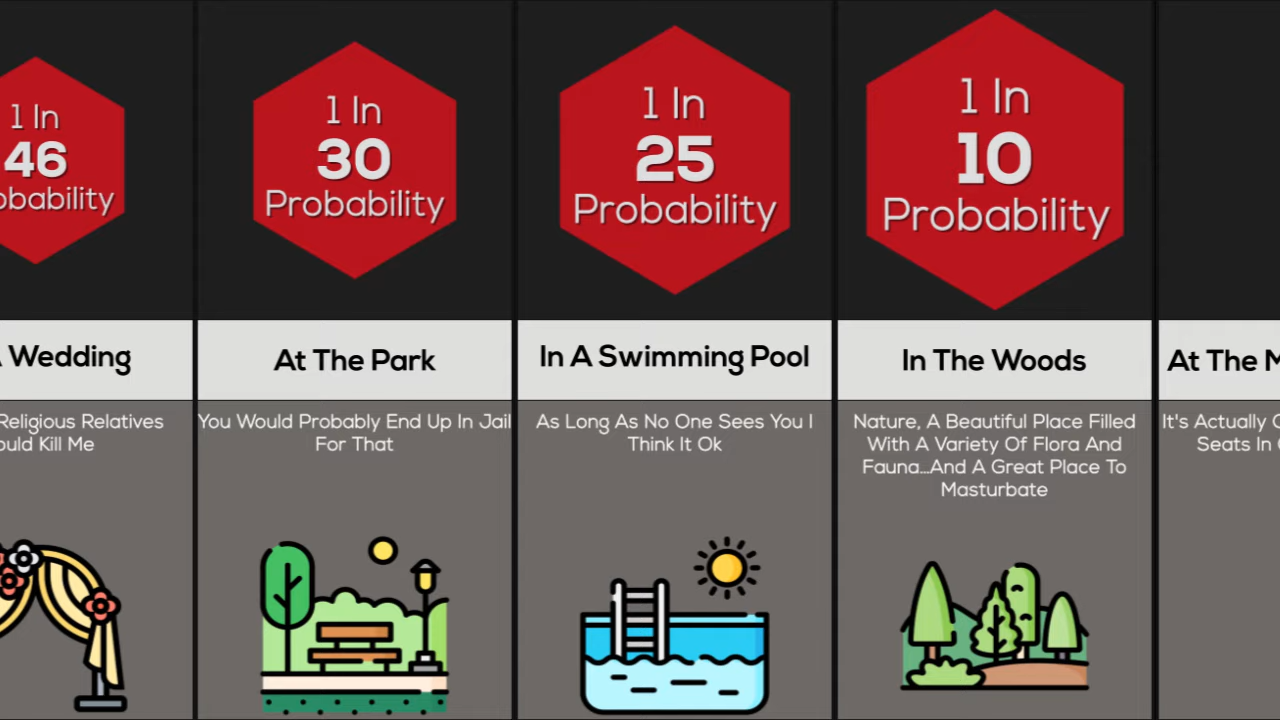 1 In
46
Probability
A Wedding
Religious Relatives
Would Kill Me
1 In
30
Probability
At The Park
You Would Probably End Up In Jail
For That
1 In
25
Probability
In A Swimming Pool
As Long As No One Sees You I
Think It Ok
1 In
10
Probability
In The Woods
Nature, A Beautiful Place Filled
With A Variety Of Flora And
Fauna...And A Great Place To
Masturbate
At The
It's Actually
Seats In